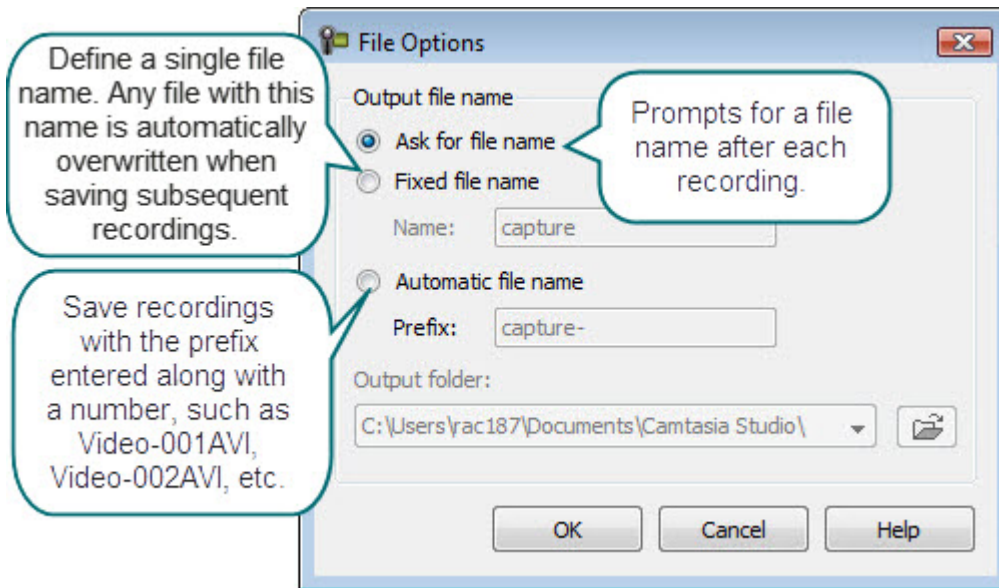 File Options
Define a single file
name. Any file with this
name is automatically
overwritten when
saving subsequent
recordings.
Output file name
Ask for file name
Prompts for a file
name after each
recording.
Fixed file name
Name: capture
Automatic file name
Prefix: capture-
Save recordings
with the prefix
entered along with
a number, such as
Video-001AVI,
Video-002AVI, etc.
Output folder:
C:\Users\rac187\Documents\Camtasia Studio\
OK Cancel Help